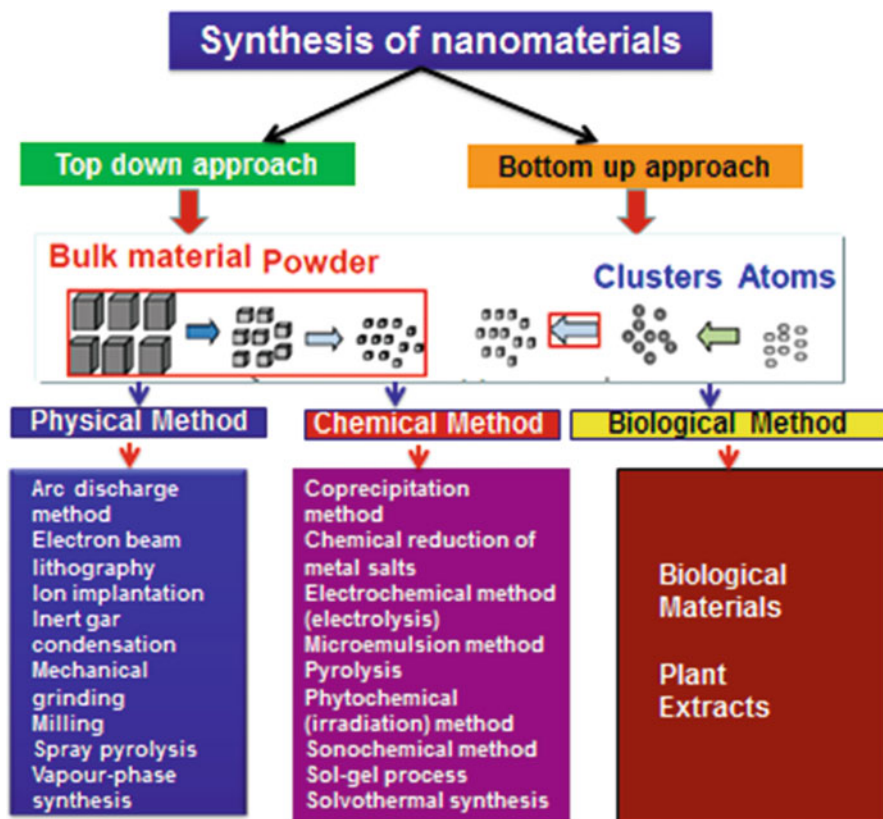 Synthesis of nanomaterials
Top down approach
Bottom up approach
Bulk material Powder
Clusters Atoms
Physical Method
Chemical Method
Biological Method
Arc discharge
method
Electron beam
lithography
Ion implantation
Inert gar
condensation
Mechanical
grinding
Milling
Spray pyrolysis
Vapour-phase
synthesis
Coprecipitation
method
Chemical reduction of
metal salts
Electrochemical method
(electrolysis)
Microemulsion method
Pyrolysis
Phytochemical
(irradiation) method
Sonochemical method
Sol-gel process
Solvothermal synthesis
Biological
Materials
Plant
Extracts